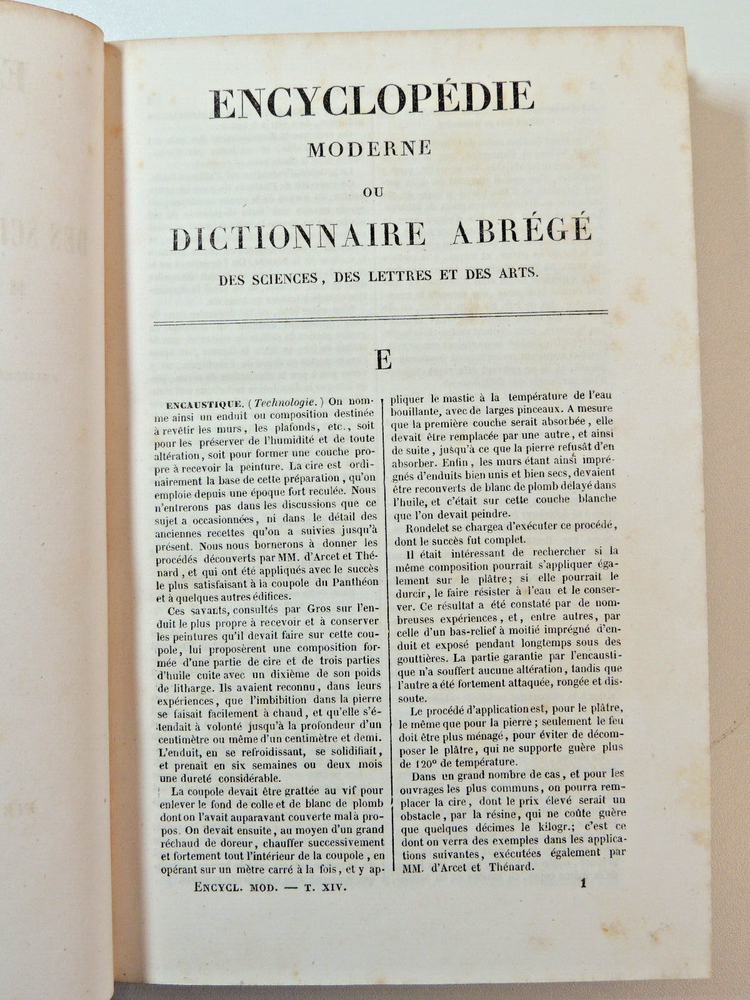 ENCYCLOPÉDIE
MODERNE
OU
DICTIONNAIRE ABRÉGÉ
DES SCIENCES, DES LETTRES ET DES ARTS.
E
ENCAUSTIQUE. (Technologie.) On nom-
me ainsi un enduit ou composition destinée
à revêtir les murs, les plafonds, etc., soit
pour les préserver de l'humidité et de toute
altération, soit pour former une couche pro-
pre à recevoir la peinture. La cire est ordi-
nairement la base de cette préparation, qu'on
emploie depuis une époque fort reculée. Nous
n'entrerons pas dans les discussions que ce
sujet a occasionnées, ni dans le détail des
anciennes recettes qu'on a suivies jusqu'à
présent. Nous nous bornerons à donner les
procédés découverts par MM. d'Arcet et Thé-
nard, et qui ont été appliqués avec le succès
le plus satisfaisant à la coupole du Panthéon
et à quelques autres édifices.
Ces savants, consultés par Gros sur l'en-
duit le plus propre à recevoir et à conserver
les peintures qu'il devait faire sur cette cou-
pole, lui proposèrent une composition for-
mée d'une partie de cire et de trois parties
d'huile cuite avec un dixième de son poids
de litharge. Ils avaient reconnu, dans leurs
expériences, que l'imbibition dans la pierre
se faisait facilement à chaud, et qu'elle s'é-
tendait à volonté jusqu'à la profondeur d'un
centimètre ou même d'un centimètre et demi.
L'enduit, en se refroidissant, se solidifiait,
et prenait en six semaines ou deux mois
une dureté considérable.
La coupole devait être grattée au vif pour
enlever le fond de colle et de blanc de plomb
dont on l'avait auparavant couverte mal à pro-
pos. On devait ensuite, au moyen d'un grand
réchaud de doreur, chauffer successivement
et fortement tout l'intérieur de la coupole, en
opérant sur un mètre carré à la fois, et y ap-
pliquer le mastic à la température de l'eau
bouillante, avec de larges pinceaux. A mesure
que la première couche serait absorbée, elle
devait être remplacée par une autre, et ainsi
de suite, jusqu'à ce que la pierre refusât d'en
absorber. Enfin, les murs étant ainsi impré-
gnés d'enduits bien unis et bien secs, devaient
être recouverts de blanc de plomb délayé dans
l'huile, et c'était sur cette couche blanche
que l'on devait peindre.
Rondelet se chargea d'exécuter ce procédé,
dont le succès fut complet.
Il était intéressant de rechercher si la
même composition pourrait s'appliquer éga-
lement sur le plâtre; si elle pourrait le
durcir, le faire résister à l'eau et le conser-
ver. Ce résultat a été constaté par de nom-
breuses expériences, et, entre autres, par
celle d'un bas-relief à moitié imprégné d'en-
duit et exposé pendant longtemps sous des
gouttières. La partie garantie par l'encausti-
que n'a souffert aucune altération, tandis que
l'autre a été fortement attaquée, rongée et dis-
soute.
Le procédé d'application est, pour le plâtre,
le même que pour la pierre; seulement le feu
doit être plus ménagé, pour éviter de décom-
poser le plâtre, qui ne supporte guère plus
de 120° de température.
Dans un grand nombre de cas, et pour les
ouvrages les plus communs, on pourra rem-
placer la cire, dont le prix élevé serait un
obstacle, par la résine, qui ne coûte guère
que quelques décimes le kilogr.; c'est ce
dont on verra des exemples dans les applica-
tions suivantes, exécutées également par
MM. d'Arcet et Thénard.
ENCYCL. MOD. — T. XIV.
1